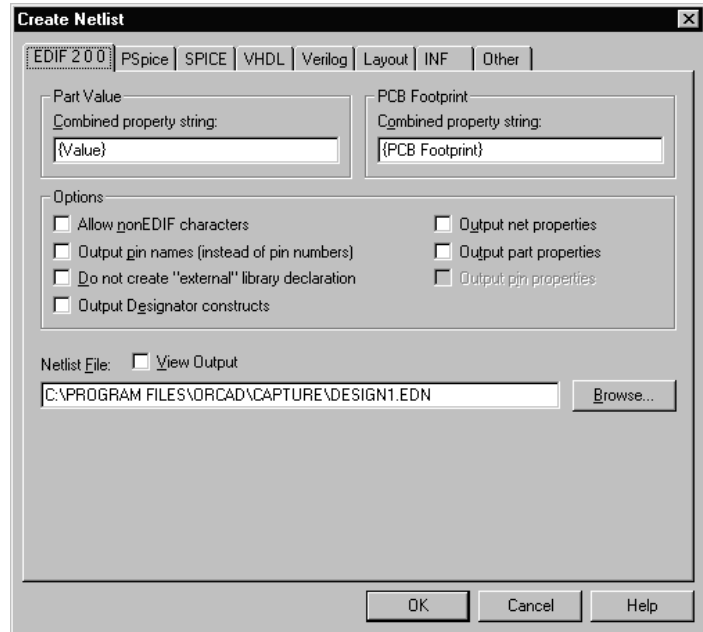 Create Netlist
EDIF 2 0 0 PSpice SPICE VHDL Verilog Layout INF Other
Part Value
Combined property string:
{Value}
PCB Footprint
Combined property string:
{PCB Footprint}
Options
Allow nonEDIF characters
Output pin names (instead of pin numbers)
Do not create "external" library declaration
Output Designator constructs
Output net properties
Output part properties
Output pin properties
Netlist File: View Output
C:\PROGRAM FILES\ORCAD\CAPTURE\DESIGN1.EDN Browse...
OK Cancel Help